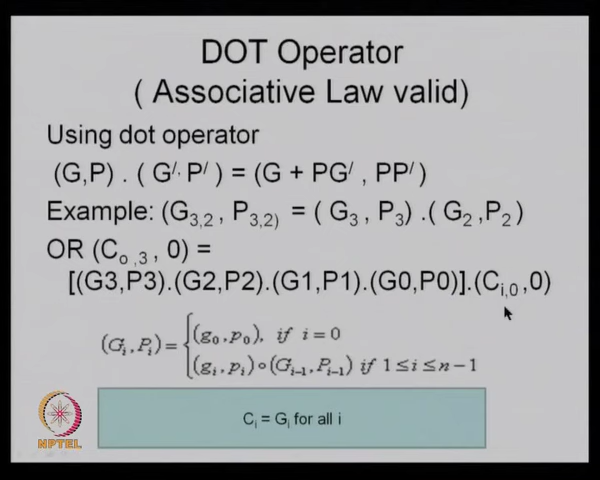 DOT Operator
( Associative Law valid)
Using dot operator
(G,P) . ( G/. P/ ) = (G + PG/ , PP/ )
Example: (G3,2 , P3,2) = ( G3 , P3 ) .( G2 ,P2 )
OR (Co ,3 , 0) =
[(G3,P3).(G2,P2).(G1,P1).(G0,P0)].(Ci,0 ,0)
(Gi, Pi) = { (g0, p0), if i = 0
(gi, pi) ∘ (Gi-1, Pi-1) if 1 ≤ i ≤ n-1
Ci = Gi for all i
NPTEL